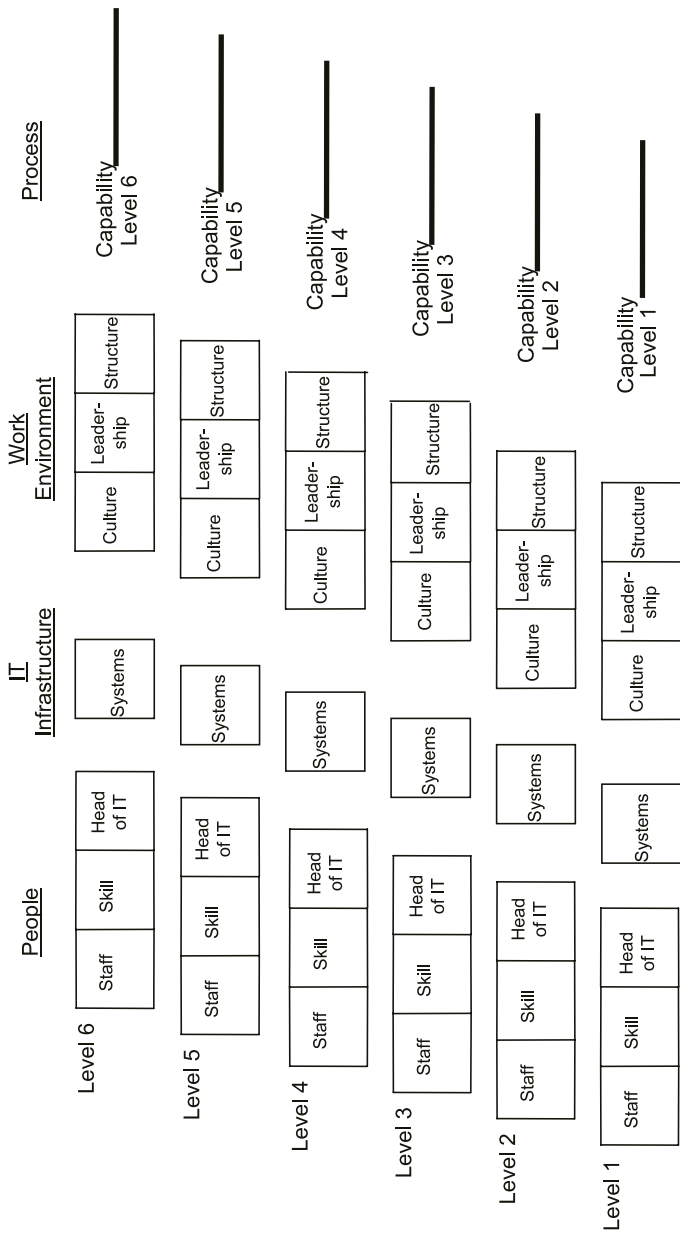 People
IT
Infrastructure
Work
Environment
Process
Level 6
Staff
Skill
Head
of IT
Systems
Culture
Leader-
ship
Structure
Capability
Level 6
Level 5
Staff
Skill
Head
of IT
Systems
Culture
Leader-
ship
Structure
Capability
Level 5
Level 4
Staff
Skill
Head
of IT
Systems
Culture
Leader-
ship
Structure
Capability
Level 4
Level 3
Staff
Skill
Head
of IT
Systems
Culture
Leader-
ship
Structure
Capability
Level 3
Level 2
Staff
Skill
Head
of IT
Systems
Culture
Leader-
ship
Structure
Capability
Level 2
Level 1
Staff
Skill
Head
of IT
Systems
Culture
Leader-
ship
Structure
Capability
Level 1